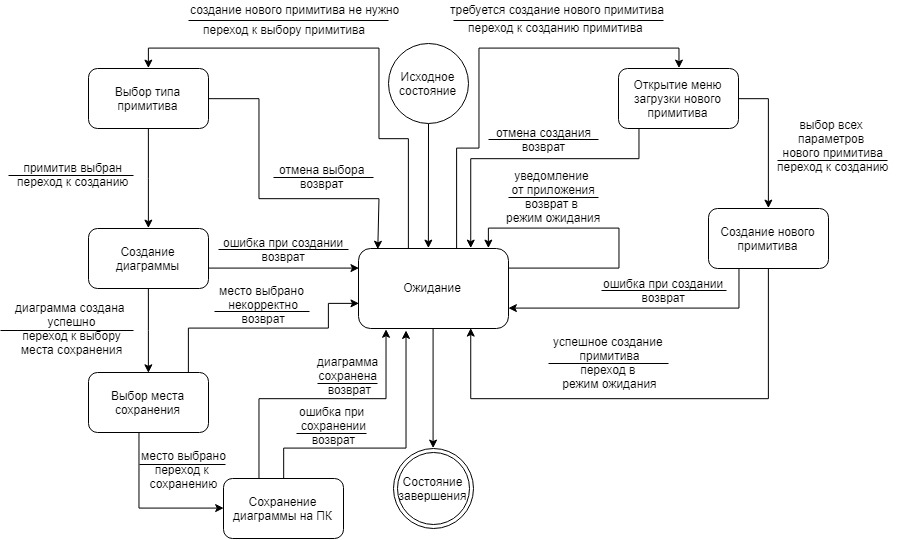 создание нового примитива не нужно
переход к выбору примитива
требуется создание нового примитива
переход к созданию примитива
Исходное
состояние
Выбор типа
примитива
Открытие меню
загрузки нового
примитива
отмена создания
возврат
выбор всех
параметров
нового примитива
переход к созданию
примитив выбран
переход к созданию
отмена выбора
возврат
уведомление
от приложения
возврат в
режим ожидания
Создание
диаграммы
ошибка при создании
возврат
Создание нового
примитива
Ожидание
ошибка при создании
возврат
место выбрано
некорректно
возврат
диаграмма создана
успешно
переход к выбору
места сохранения
успешное создание
примитива
переход в
режим ожидания
диаграмма
сохранена
возврат
Выбор места
сохранения
ошибка при
сохранении
возврат
место выбрано
переход к
сохранению
Состояние
завершения
Сохранение
диаграммы на ПК